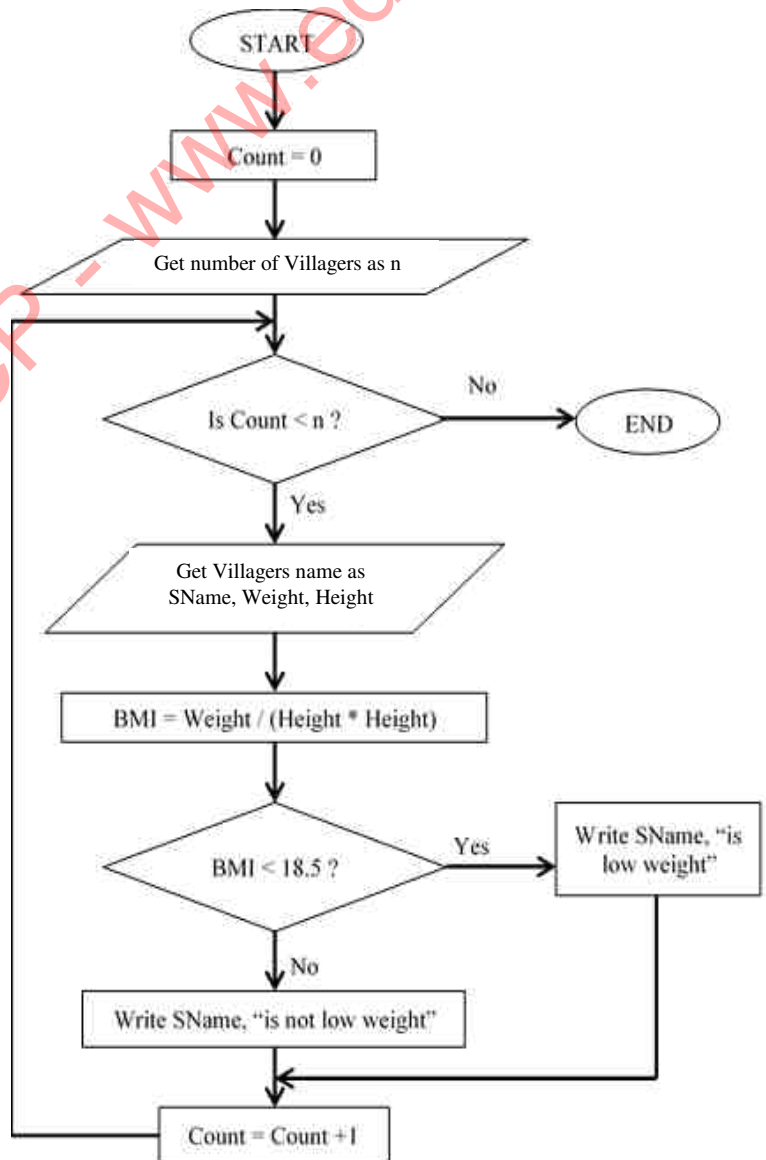 START
Count = 0
Get number of Villagers as n
Is Count < n ?
No
END
Yes
Get Villagers name as
SName, Weight, Height
BMI = Weight / (Height * Height)
BMI < 18.5 ?
Yes
Write SName, “is
low weight”
No
Write SName, “is not low weight”
Count = Count +1
P - www.ed